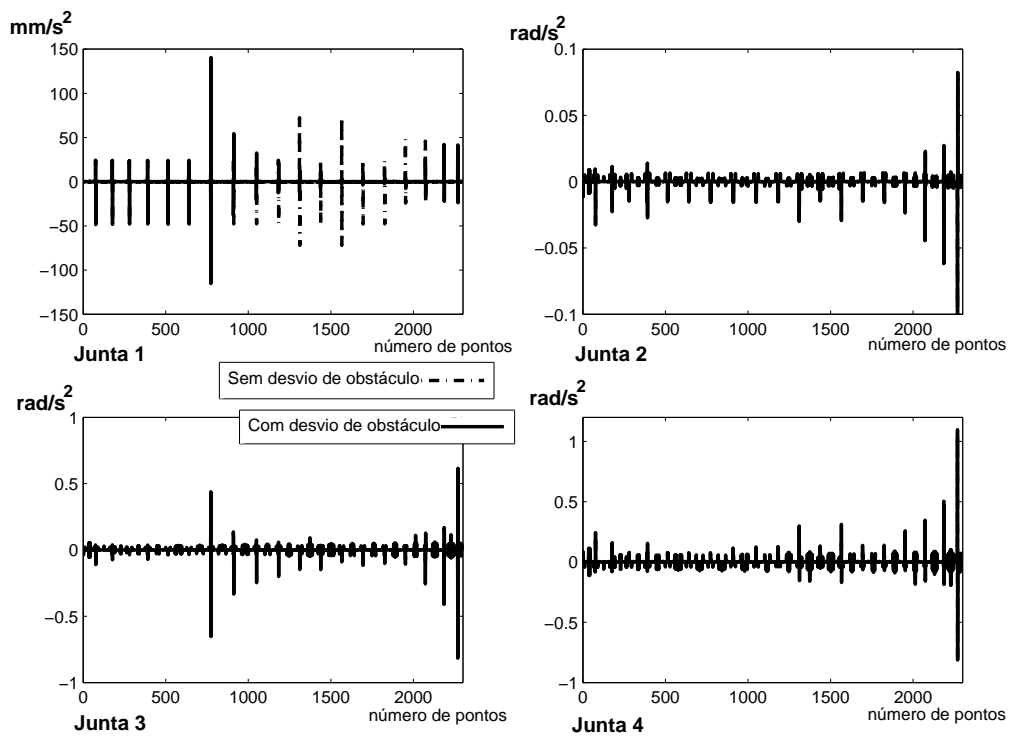 mm/s2
150
100
50
0
−50
−100
−150
0 500 1000 1500 2000
número de pontos
Junta 1
rad/s2
0.1
0.05
0
−0.05
−0.1
0 500 1000 1500 2000
número de pontos
Junta 2
Sem desvio de obstáculo
Com desvio de obstáculo
rad/s2
1
0.5
0
−0.5
−1
0 500 1000 1500 2000
número de pontos
Junta 3
rad/s2
1
0.5
0
−0.5
−1
0 500 1000 1500 2000
número de pontos
Junta 4